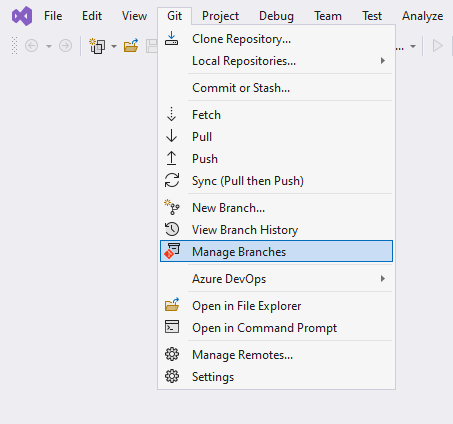 File Edit View Git Project Debug Team Test Analyze
Clone Repository...
Local Repositories...
...
Commit or Stash...
Fetch
Pull
Push
Sync (Pull then Push)
New Branch...
View Branch History
Manage Branches
Azure DevOps
Open in File Explorer
Open in Command Prompt
Manage Remotes...
Settings